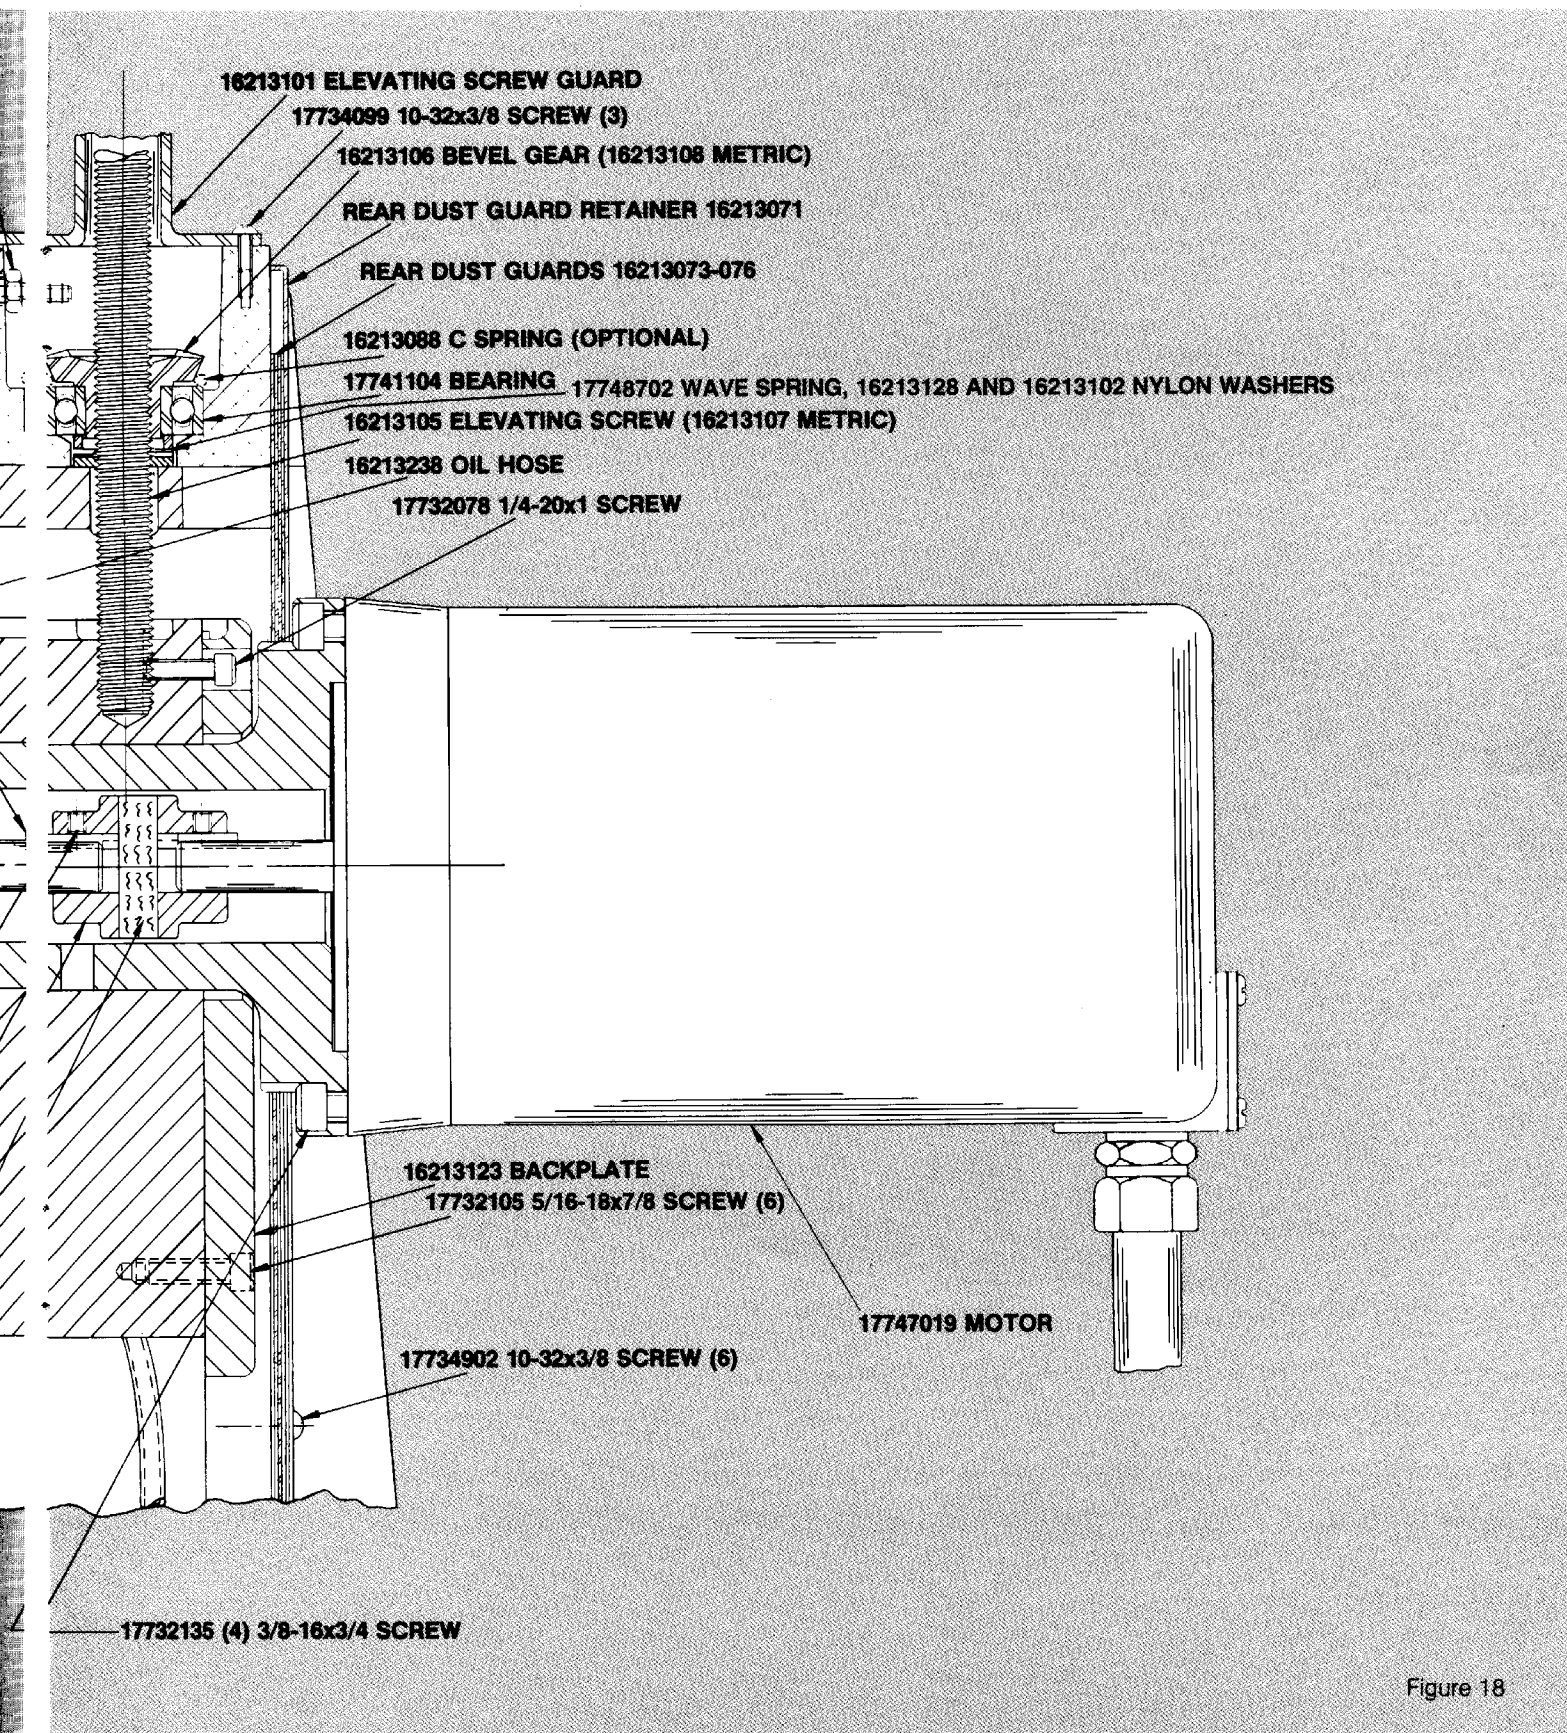 16213101 ELEVATING SCREW GUARD
17734099 10-32x3/8 SCREW (3)
16213106 BEVEL GEAR (16213108 METRIC)
REAR DUST GUARD RETAINER 16213071
REAR DUST GUARDS 16213073-076
16213088 C SPRING (OPTIONAL)
17741104 BEARING
17748702 WAVE SPRING, 16213128 AND 16213102 NYLON WASHERS
16213105 ELEVATING SCREW (16213107 METRIC)
16213238 OIL HOSE
17732078 1/4-20x1 SCREW
16213123 BACKPLATE
17732105 5/16-18x7/8 SCREW (6)
17747019 MOTOR
17734902 10-32x3/8 SCREW (6)
17732135 (4) 3/8-16x3/4 SCREW
Figure 18